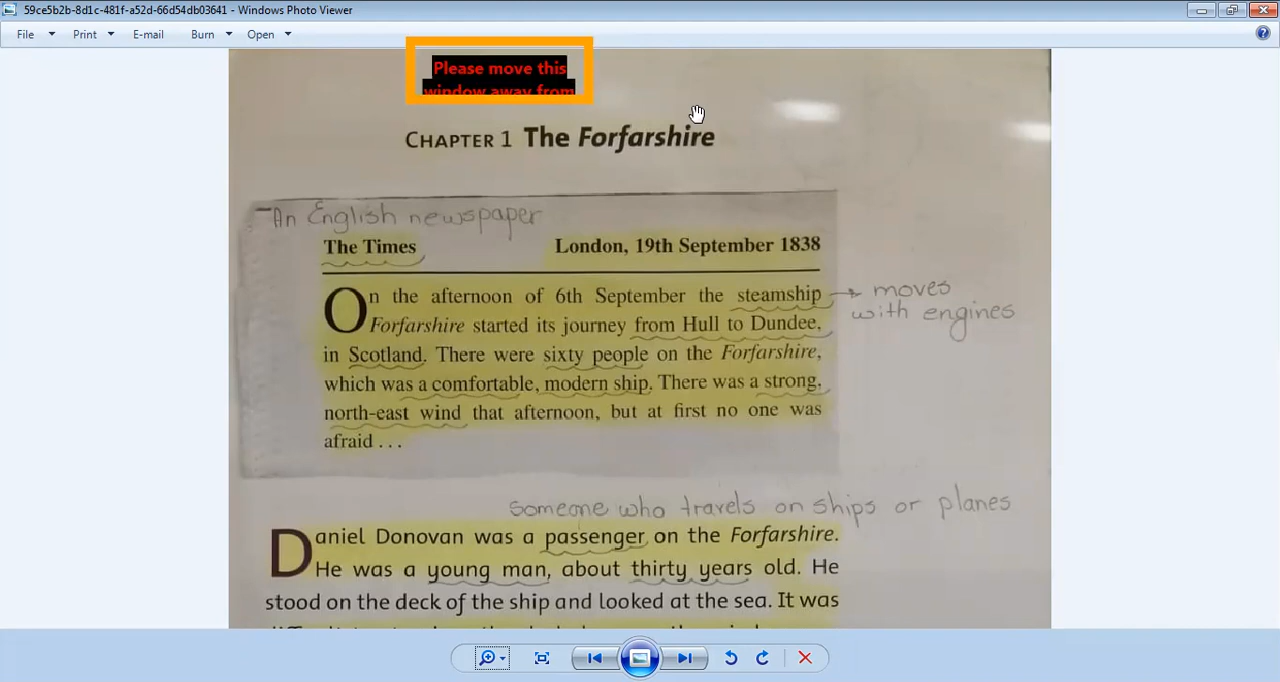 59ce5b2b-8d1c-481f-a52d-66d54db03641 - Windows Photo Viewer
File Print E-mail Burn Open
Please move this
window away from
CHAPTER 1 The Forfarshire
An English newspaper
The Times London, 19th September 1838
On the afternoon of 6th September the steamship
Forfarshire started its journey from Hull to Dundee,
in Scotland. There were sixty people on the Forfarshire,
which was a comfortable, modern ship. There was a strong,
north-east wind that afternoon, but at first no one was
afraid . . .
moves
with engines
someone who travels on ships or planes
Daniel Donovan was a passenger on the Forfarshire.
He was a young man, about thirty years old. He
stood on the deck of the ship and looked at the sea. It was